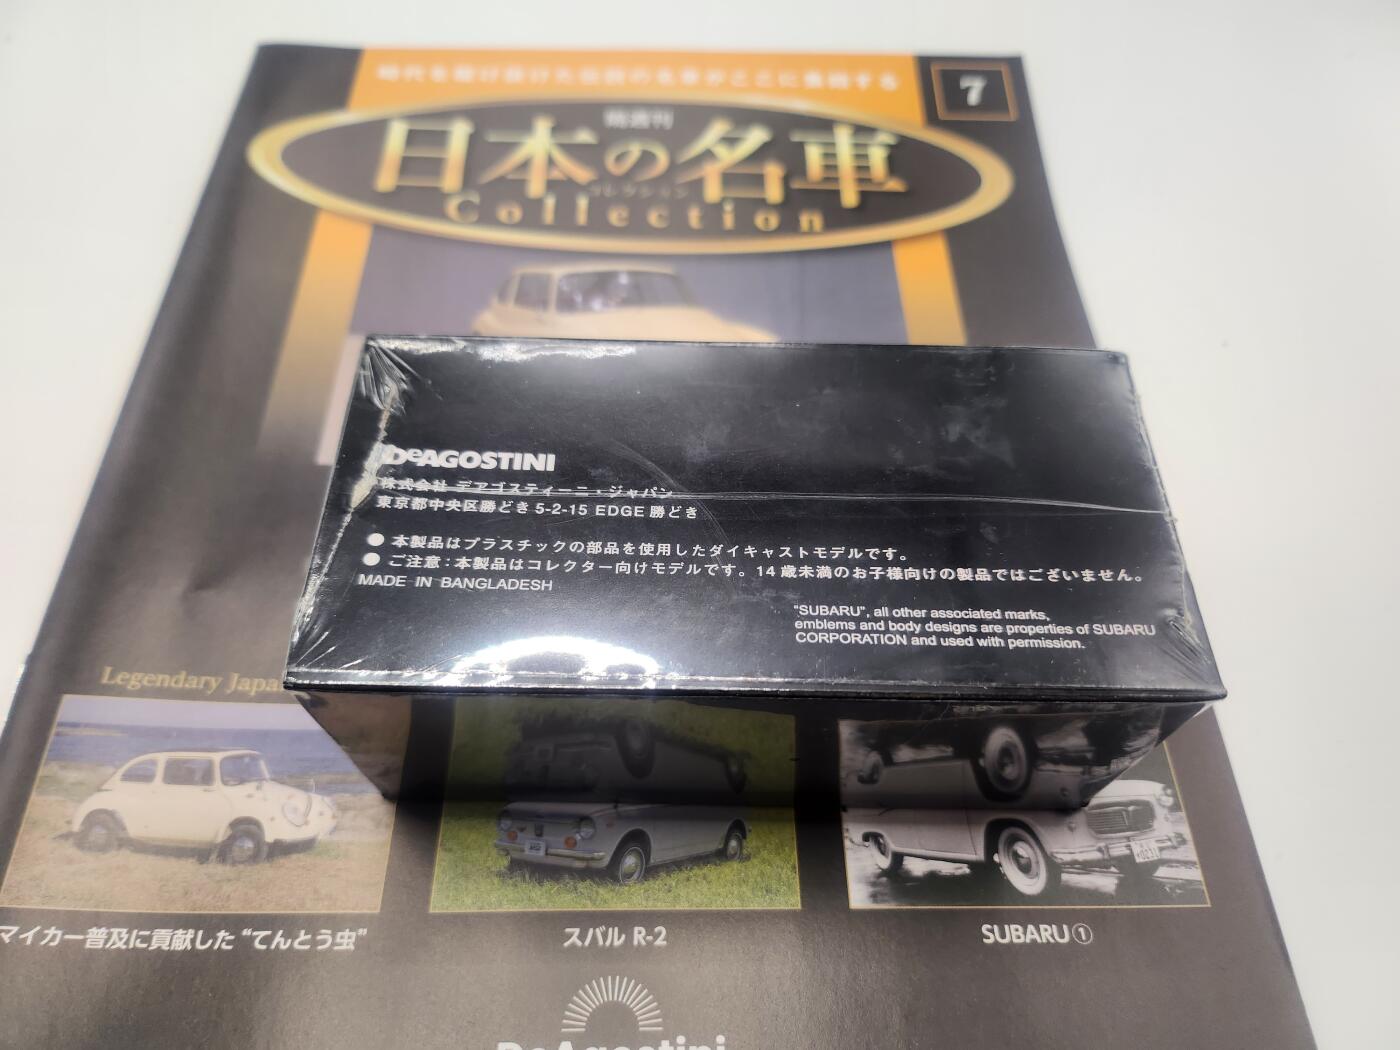 時代を駆け抜けた伝説の名車がここに集結する
7
隔週刊
日本の名車
コレクション
Collection
DeAGOSTINI
株式会社 デアゴスティーニ・ジャパン
東京都中央区勝どき 5-2-15 EDGE 勝どき
● 本製品はプラスチックの部品を使用したダイキャストモデルです。
● ご注意：本製品はコレクター向けモデルです。14 歳未満のお子様向けの製品ではございません。
MADE IN BANGLADESH
"SUBARU", all other associated marks,
emblems and body designs are properties of SUBARU
CORPORATION and used with permission.
Legendary
マイカー普及に貢献した “てんとう虫”
スバル R-2
SUBARU①
DeAgostini